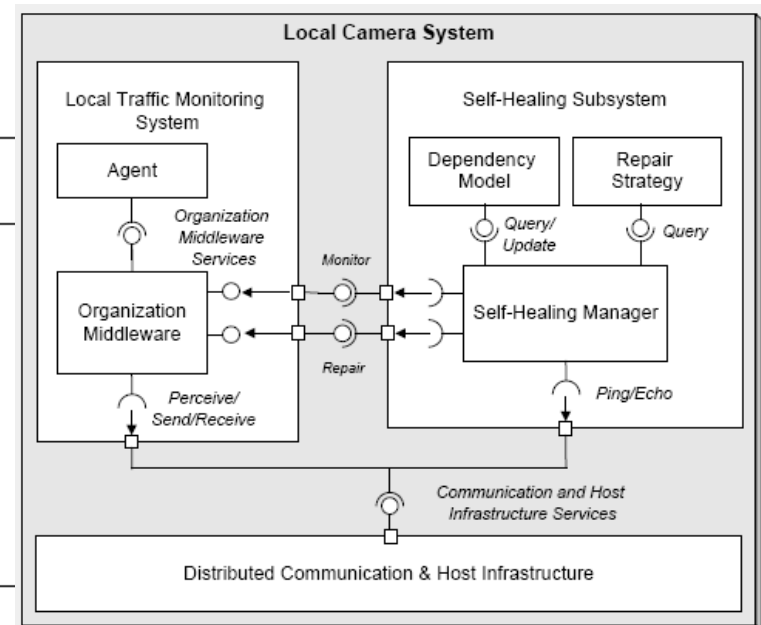 Local Camera System
Local Traffic Monitoring
System
Agent
Organization
Middleware
Services
Organization
Middleware
Perceive/
Send/Receive
Monitor
Repair
Self-Healing Subsystem
Dependency
Model
Repair
Strategy
Query/
Update
Query
Self-Healing Manager
Ping/Echo
Communication and Host
Infrastructure Services
Distributed Communication & Host Infrastructure